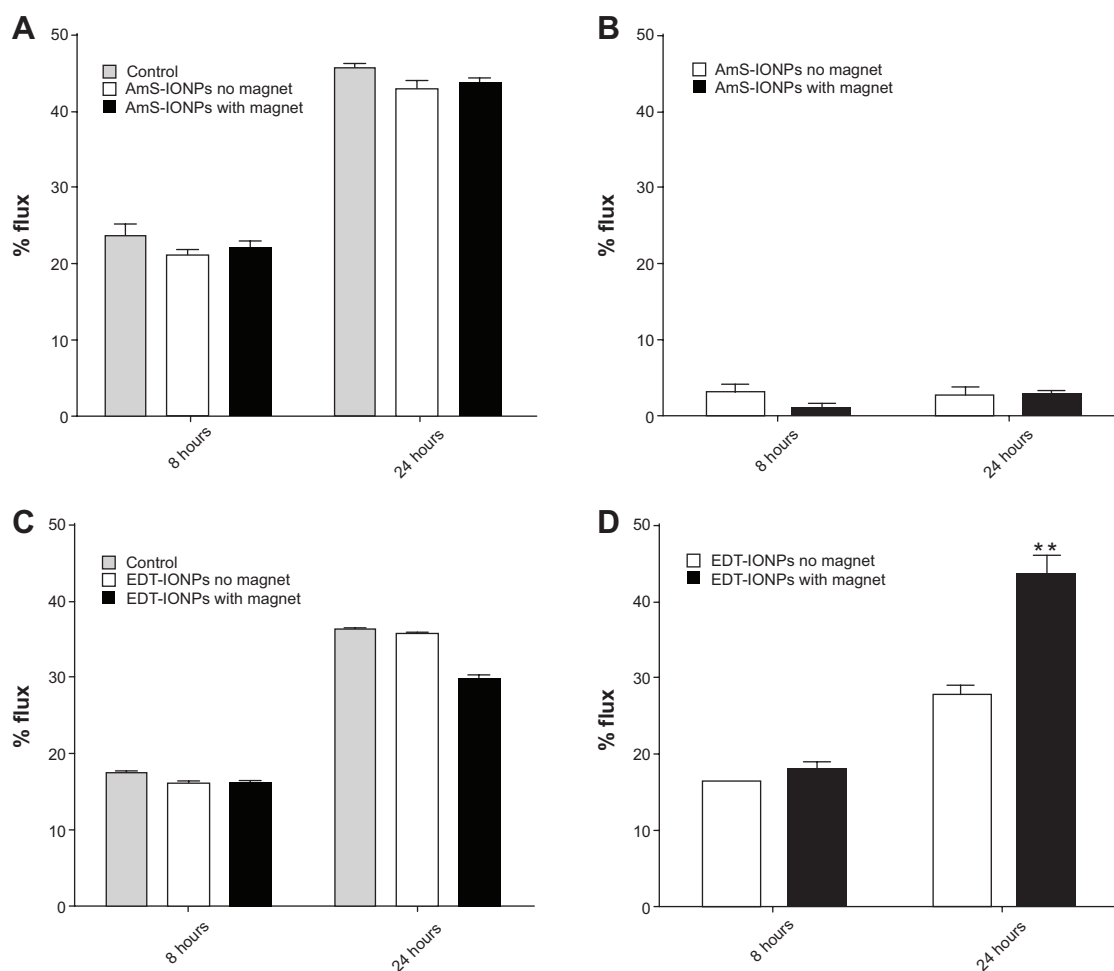 A
50
40
30
20
10
0
% flux
Control
AmS-IONPs no magnet
AmS-IONPs with magnet
8 hours
24 hours
B
50
40
30
20
10
0
% flux
AmS-IONPs no magnet
AmS-IONPs with magnet
8 hours
24 hours
C
50
40
30
20
10
0
% flux
Control
EDT-IONPs no magnet
EDT-IONPs with magnet
8 hours
24 hours
D
50
40
30
20
10
0
% flux
EDT-IONPs no magnet
EDT-IONPs with magnet
**
8 hours
24 hours